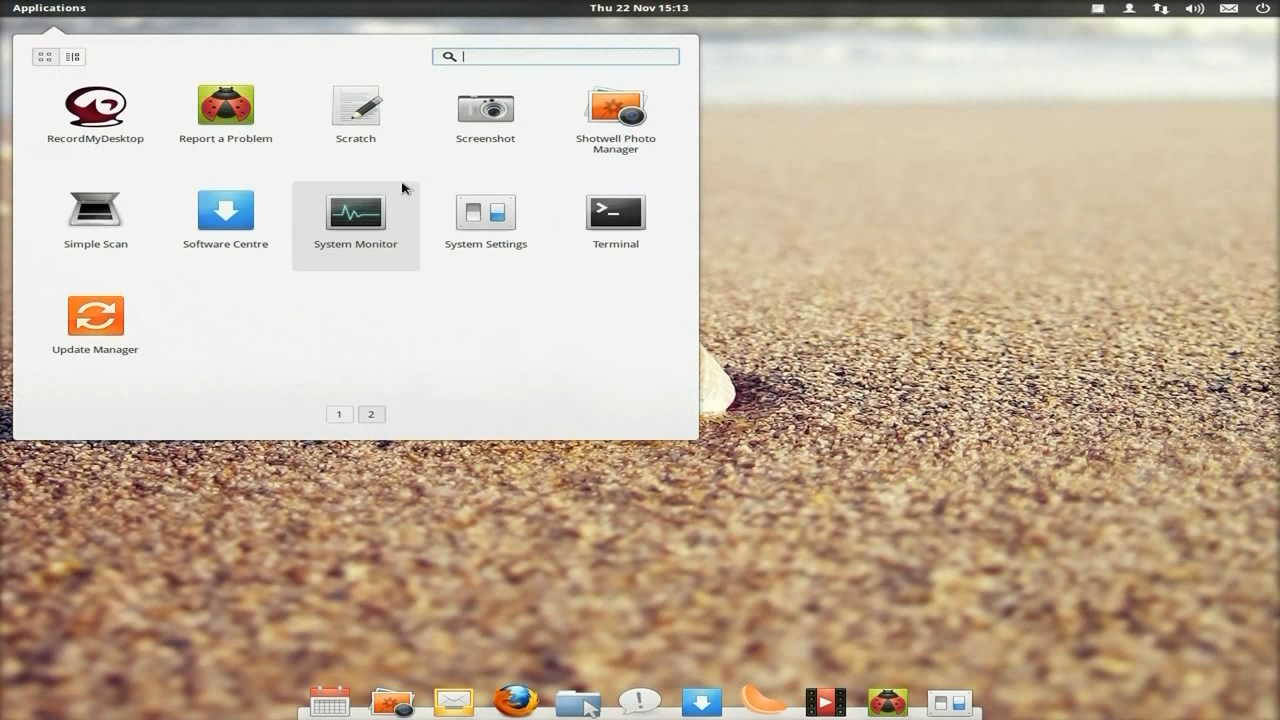 Applications
Thu 22 Nov 15:13
RecordMyDesktop
Report a Problem
Scratch
Screenshot
Shotwell Photo
Manager
Simple Scan
Software Centre
System Monitor
System Settings
Terminal
Update Manager
1
2